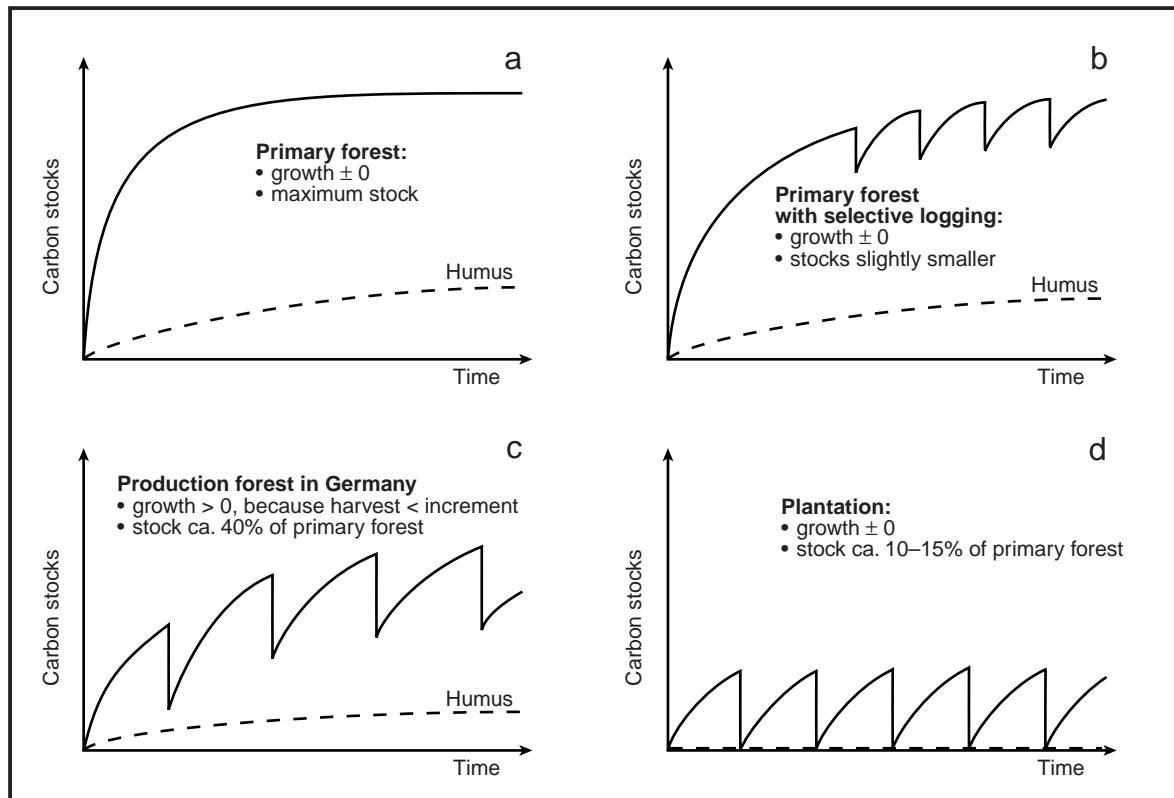 a
Carbon stocks
Primary forest:
• growth ± 0
• maximum stock
Humus
Time
b
Carbon stocks
Primary forest
with selective logging:
• growth ± 0
• stocks slightly smaller
Humus
Time
c
Carbon stocks
Production forest in Germany
• growth > 0, because harvest < increment
• stock ca. 40% of primary forest
Humus
Time
d
Carbon stocks
Plantation:
• growth ± 0
• stock ca. 10–15% of primary forest
Time